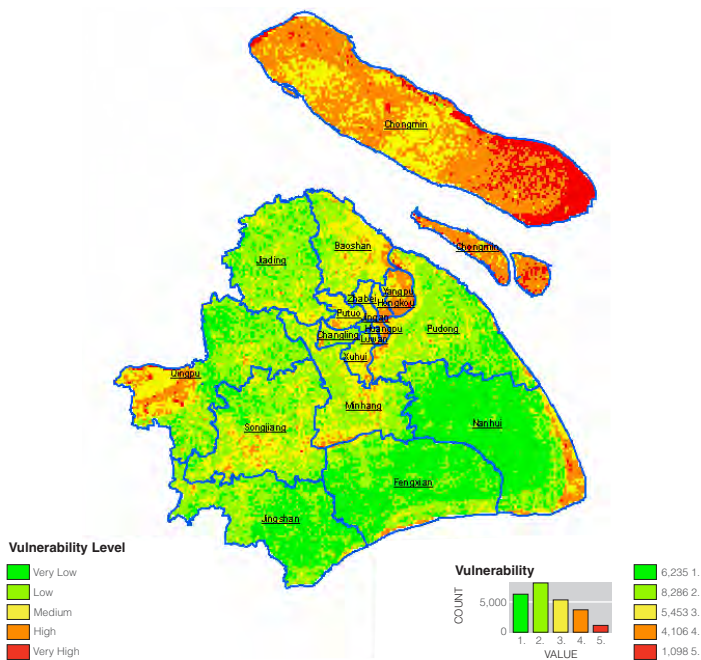 Chongmin
Chongmin
Baoshan
Jiading
Yangpu
Zhabei
Hongkou
Putuo
Jingan
Huangpu
Pudong
Changling
Luwan
Xuhui
Qingpu
Minhang
Songjiang
Nanhui
Fengxian
Jingshan
Vulnerability Level
Very Low
Low
Medium
High
Very High
Vulnerability
COUNT
5,000
0
1. 2. 3. 4. 5.
VALUE
6,235 1.
8,286 2.
5,453 3.
4,106 4.
1,098 5.